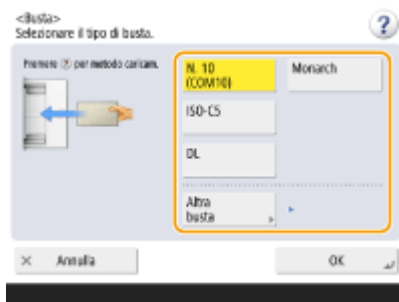 <Busta>
Selezionare il tipo di busta.
?
Premere ? per metodo caricam.
N. 10
(COM10)
Monarch
ISO-C5
DL
Altra
busta
× Annulla
OK